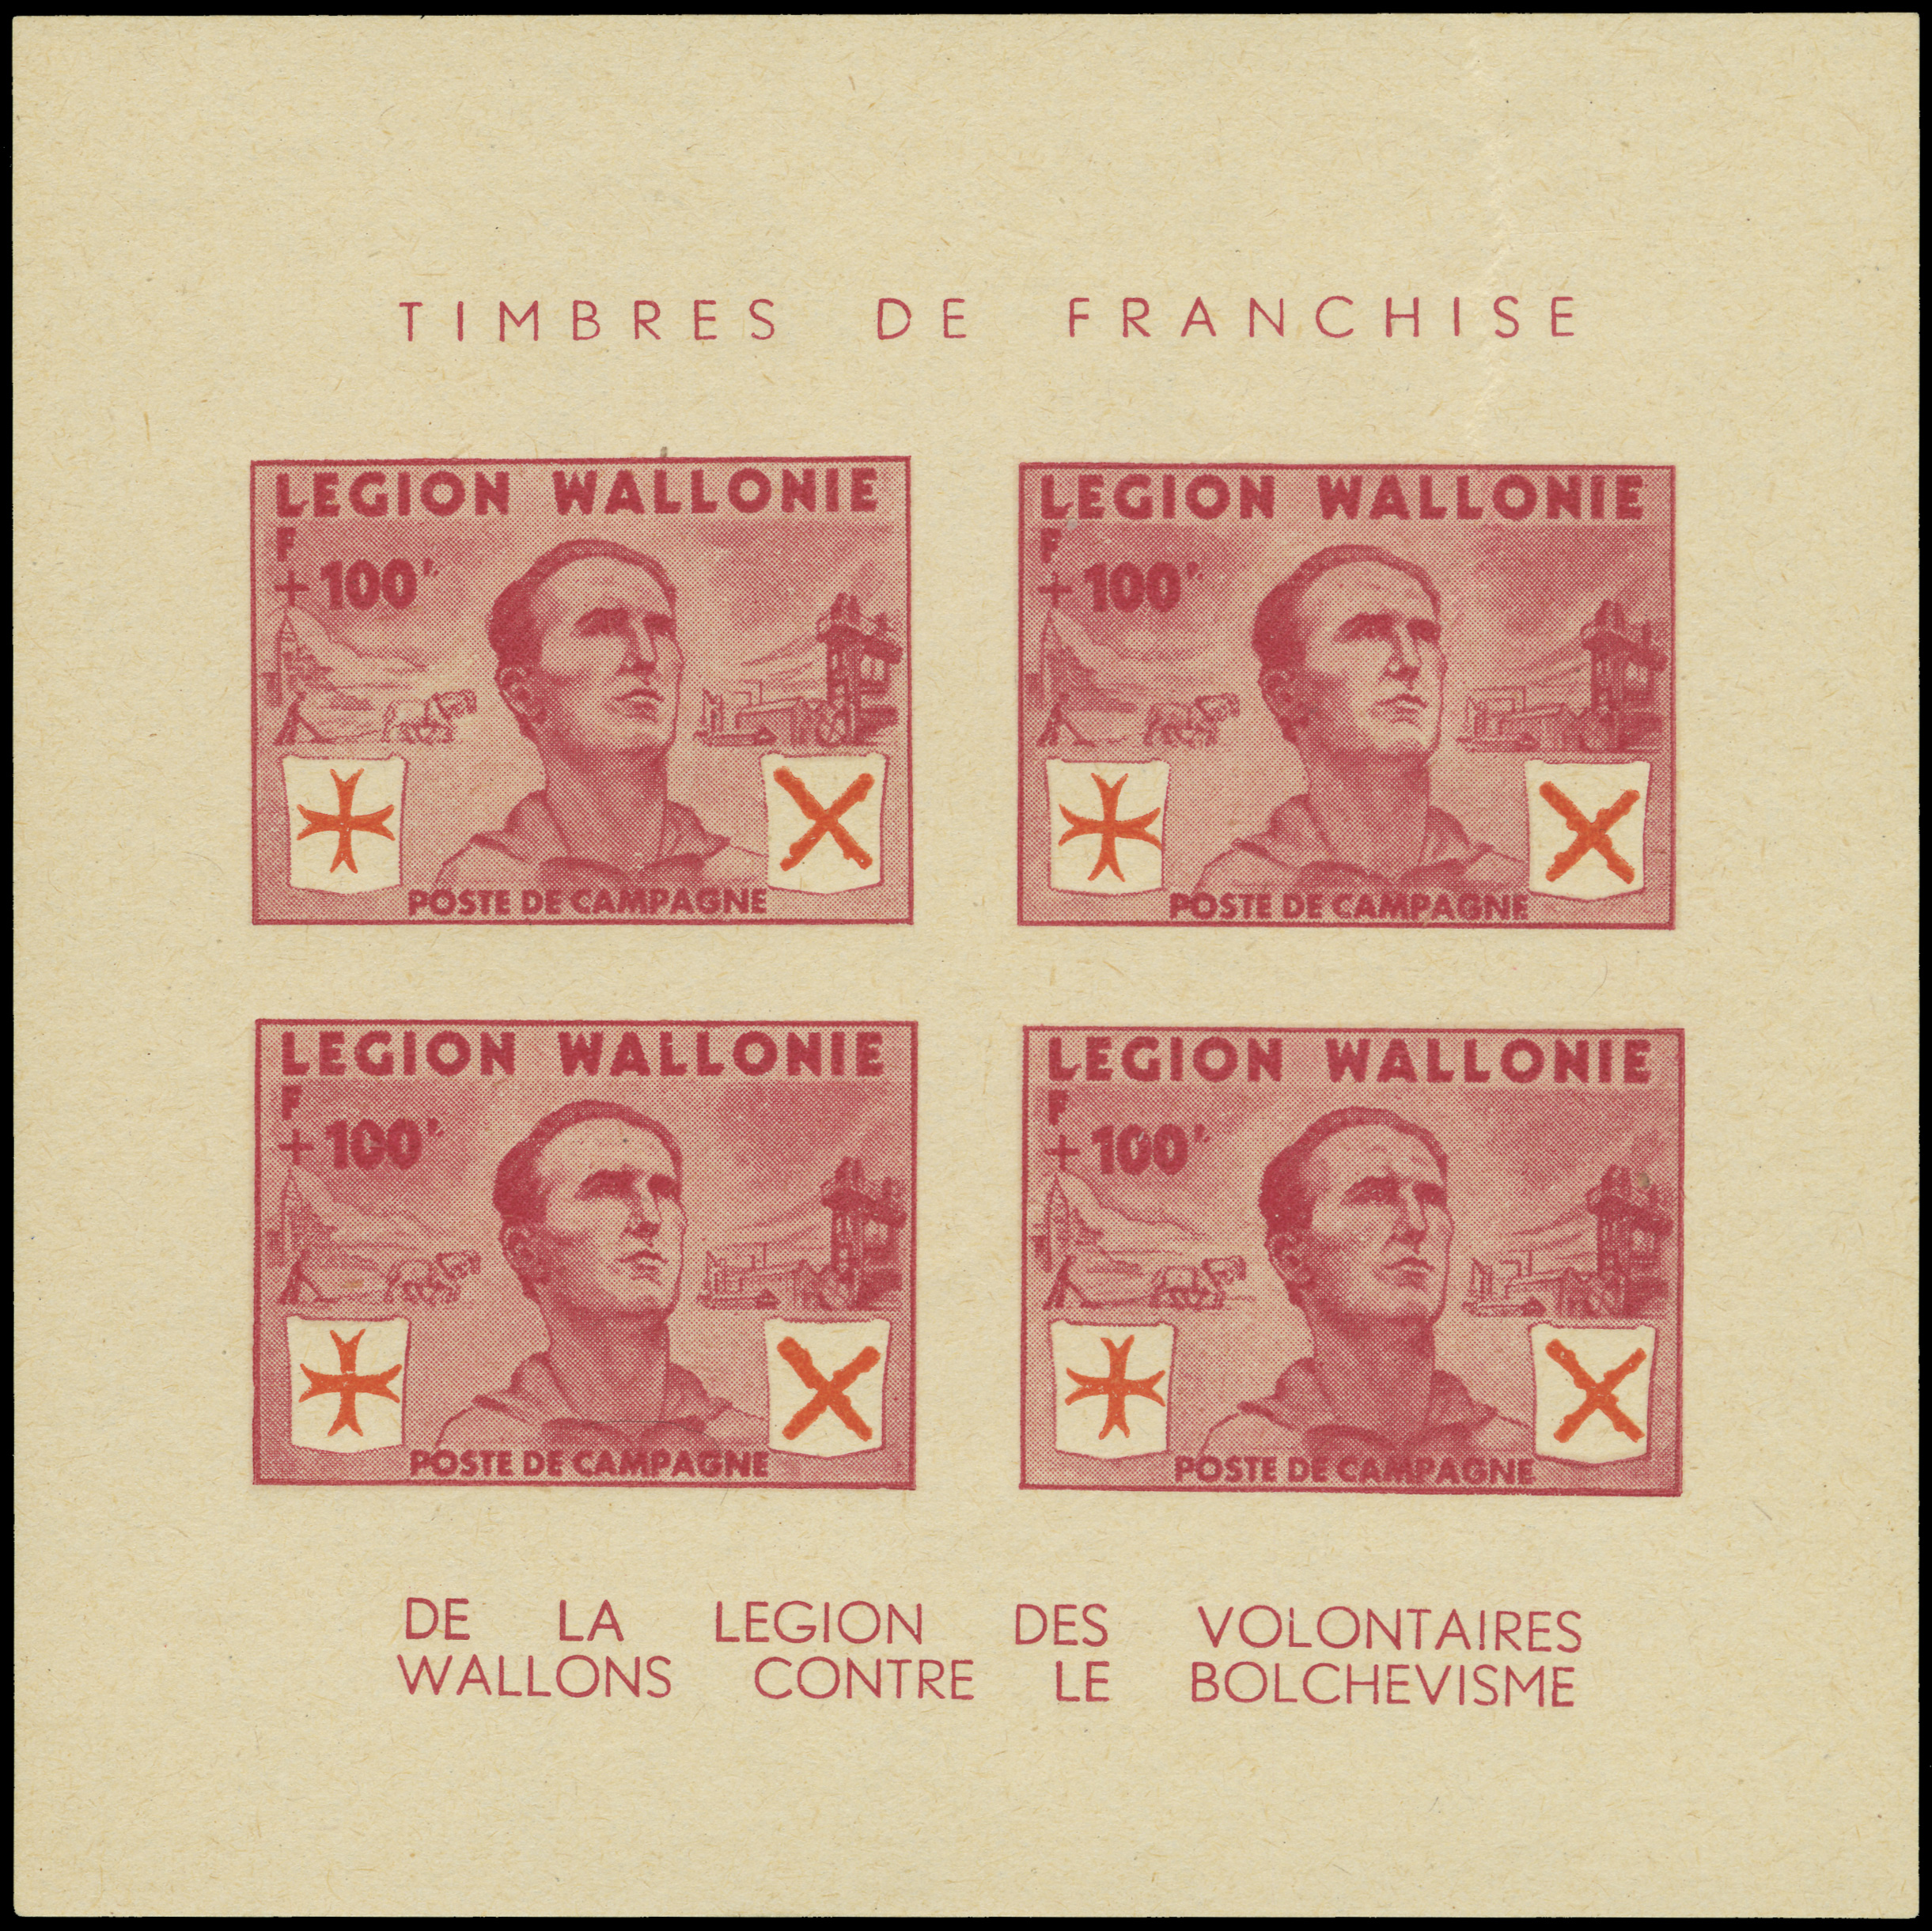 TIMBRES DE FRANCHISE
LEGION WALLONIE
F
+ 100F
POSTE DE CAMPAGNE
LEGION WALLONIE
F
+ 100F
POSTE DE CAMPAGNE
LEGION WALLONIE
F
+ 100F
POSTE DE CAMPAGNE
LEGION WALLONIE
F
+ 100F
POSTE DE CAMPAGNE
DE LA LEGION DES VOLONTAIRES
WALLONS CONTRE LE BOLCHEVISME